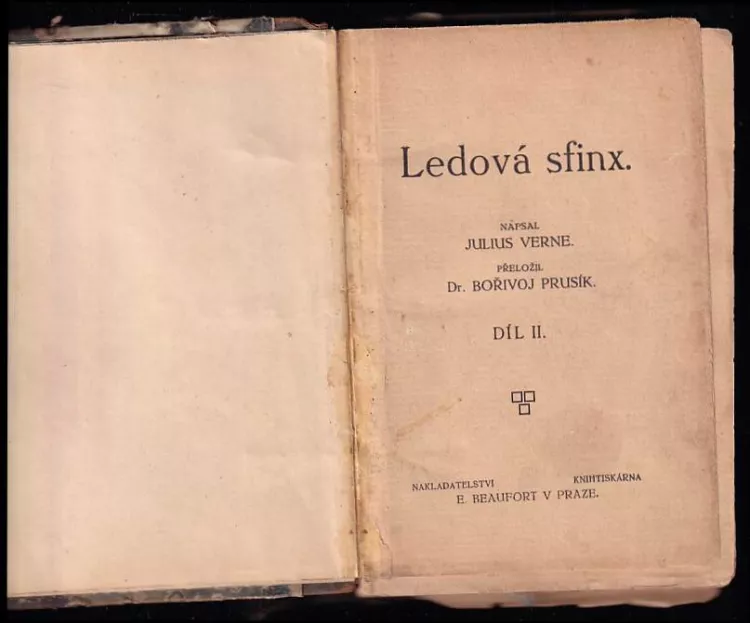 Ledová sfinx.
NAPSAL
JULIUS VERNE.
PŘELOŽIL
Dr. BOŘIVOJ PRUSÍK.
DÍL II.
NAKLADATELSTVÍ KNIHTISKÁRNA
E. BEAUFORT V PRAZE.